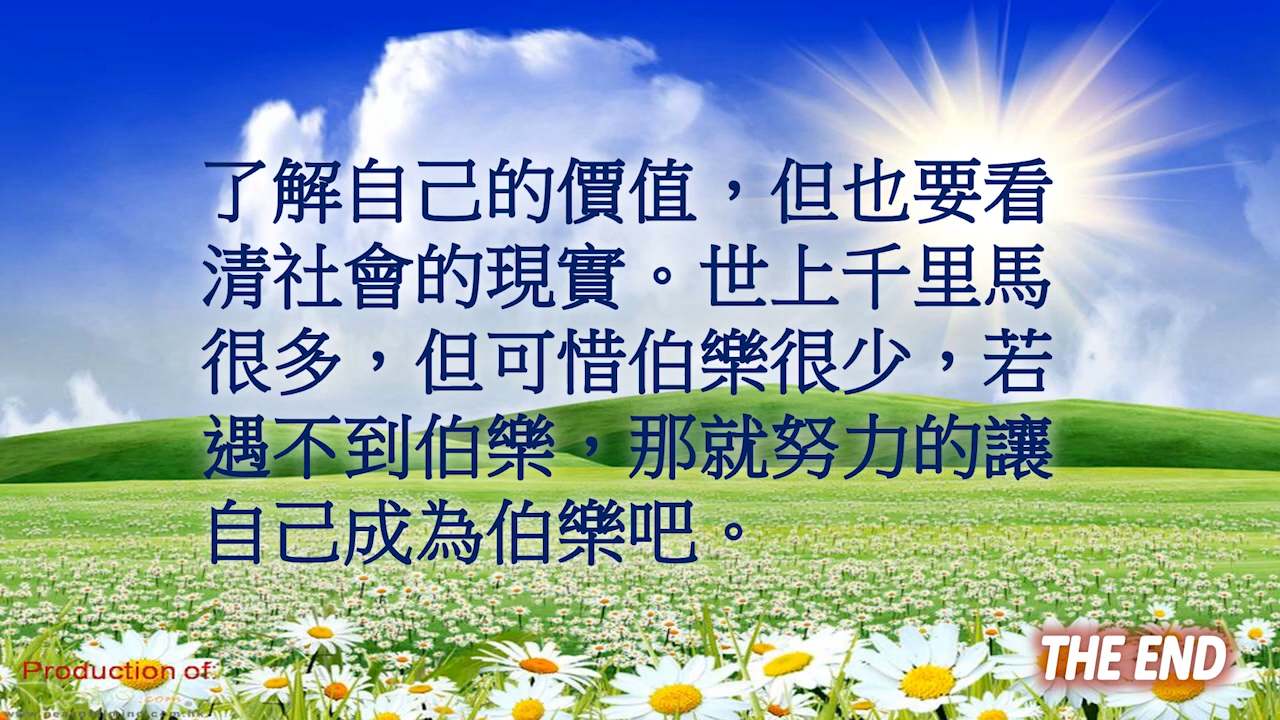 了解自己的價值，但也要看
清社會的現實。世上千里馬
很多，但可惜伯樂很少，若
遇不到伯樂，那就努力的讓
自己成為伯樂吧。
THE END
Production of: